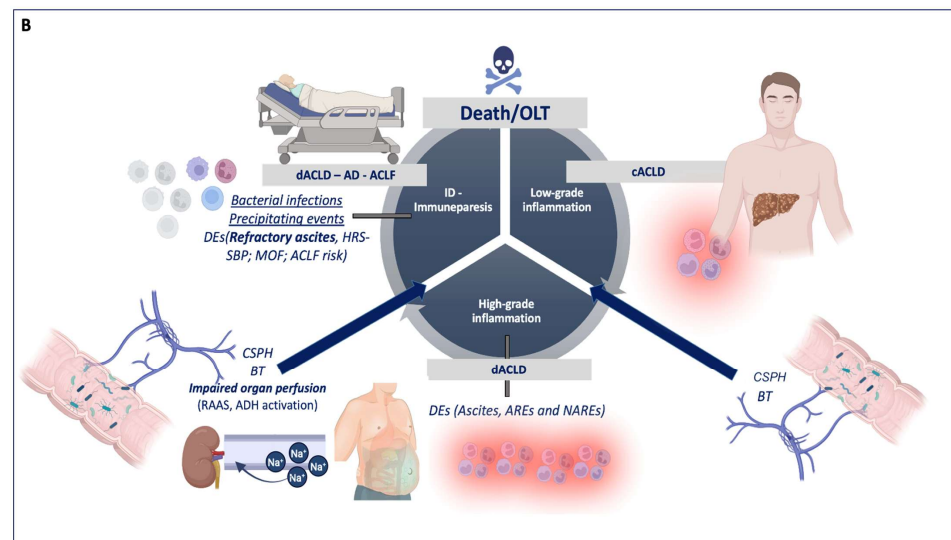 B
Death/OLT
dACLD – AD - ACLF
cACLD
ID -
Immuneparesis
Low-grade
inflammation
Bacterial infections
Precipitating events
DEs(Refractory ascites, HRS-
SBP; MOF; ACLF risk)
High-grade
inflammation
dACLD
DEs (Ascites, AREs and NAREs)
CSPH
BT
Impaired organ perfusion
(RAAS, ADH activation)
Na+
Na+
Na+
Na+
CSPH
BT